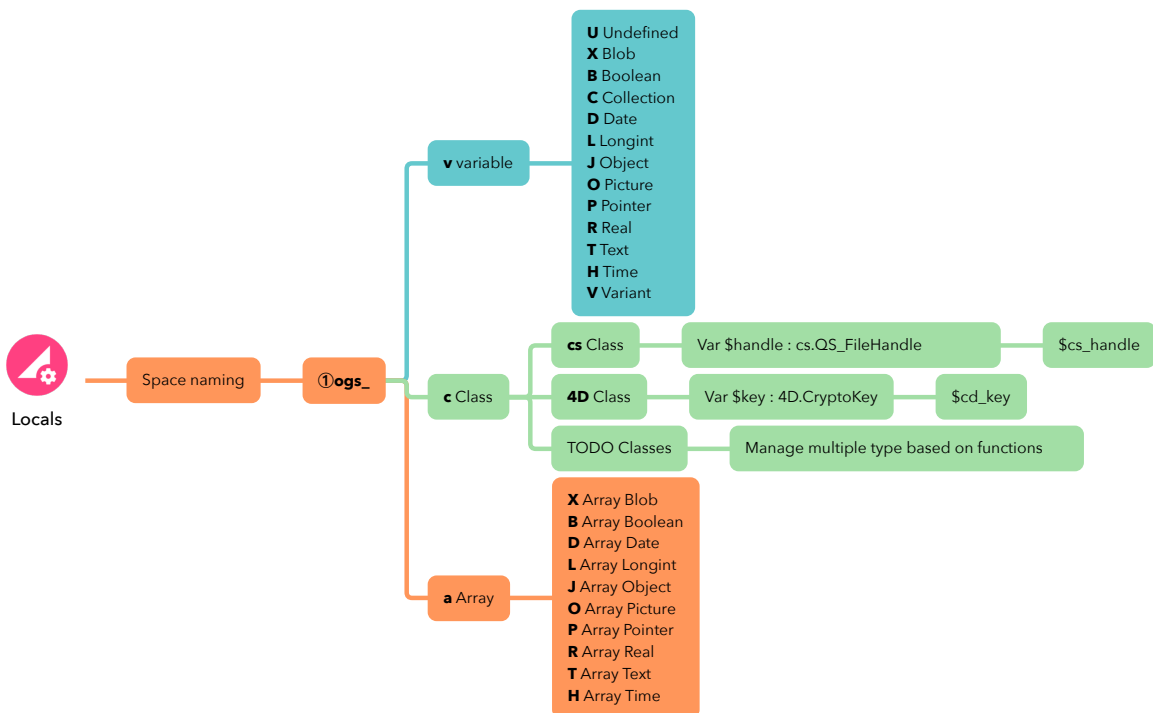 Locals
Space naming
①ogs_
v variable
U Undefined
X Blob
B Boolean
C Collection
D Date
L Longint
J Object
O Picture
P Pointer
R Real
T Text
H Time
V Variant
c Class
cs Class
Var $handle : cs.QS_FileHandle
$cs_handle
4D Class
Var $key : 4D.CryptoKey
$cd_key
TODO Classes
Manage multiple type based on functions
a Array
X Array Blob
B Array Boolean
D Array Date
L Array Longint
J Array Object
O Array Picture
P Array Pointer
R Array Real
T Array Text
H Array Time